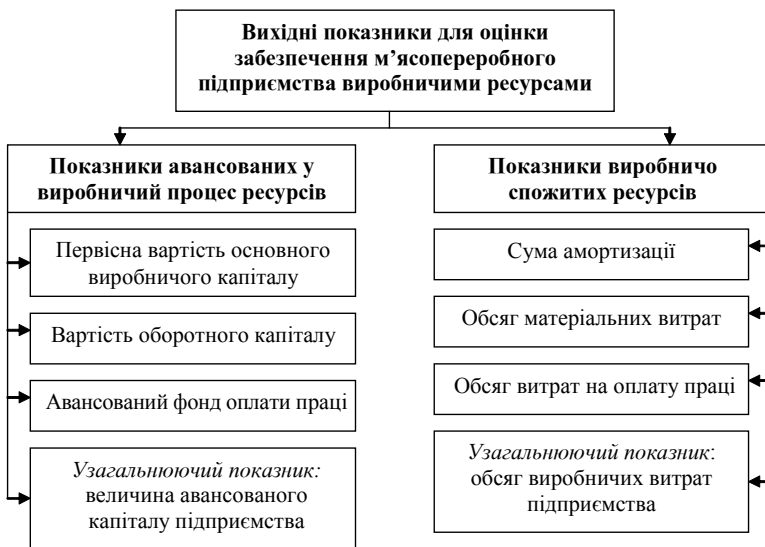 Вихідні показники для оцінки
забезпечення м’ясопереробного
підприємства виробничими ресурсами
Показники авансованих у
виробничий процес ресурсів
Первісна вартість основного
виробничого капіталу
Вартість оборотного капіталу
Авансований фонд оплати праці
Узагальнюючий показник:
величина авансованого
капіталу підприємства
Показники виробничо
спожитих ресурсів
Сума амортизації
Обсяг матеріальних витрат
Обсяг витрат на оплату праці
Узагальнюючий показник:
обсяг виробничих витрат
підприємства